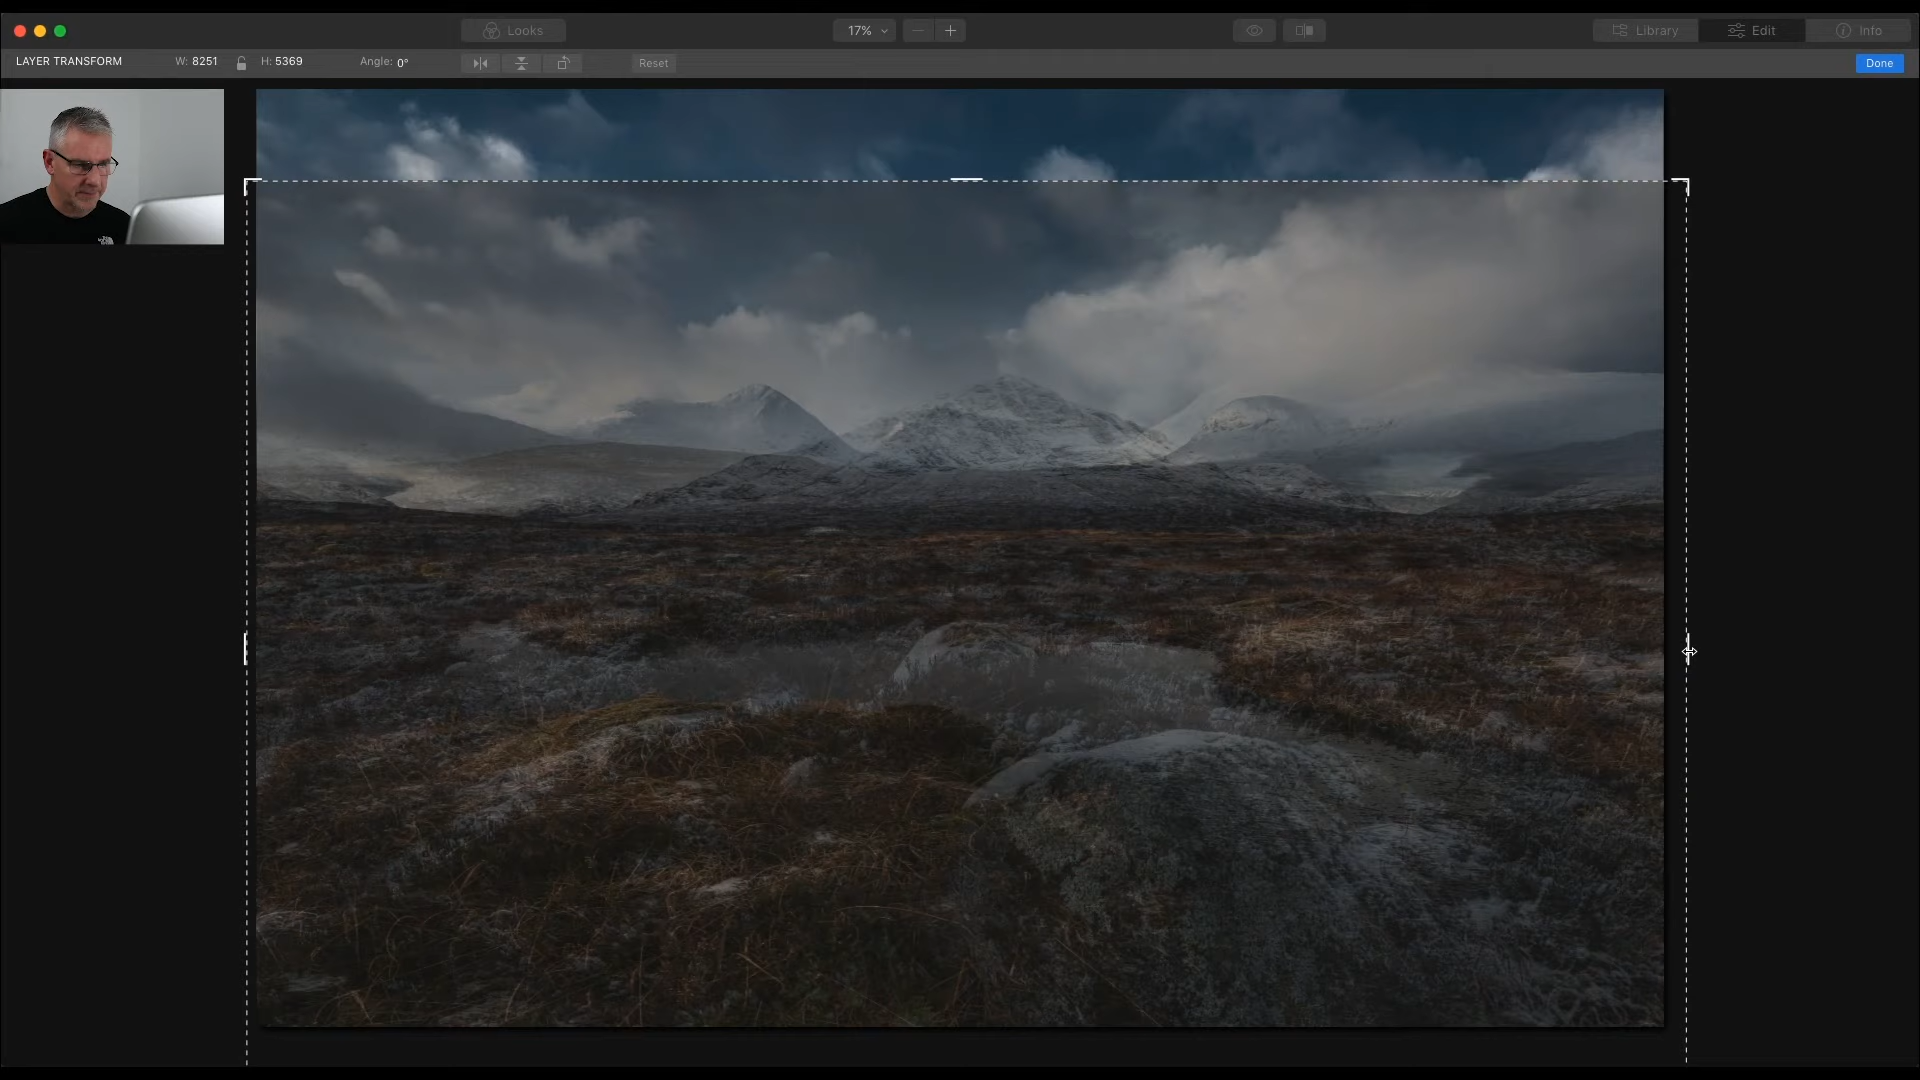 Looks
17%
Library
Edit
Info
LAYER TRANSFORM
W: 8251
H: 5369
Angle: 0°
Reset
Done